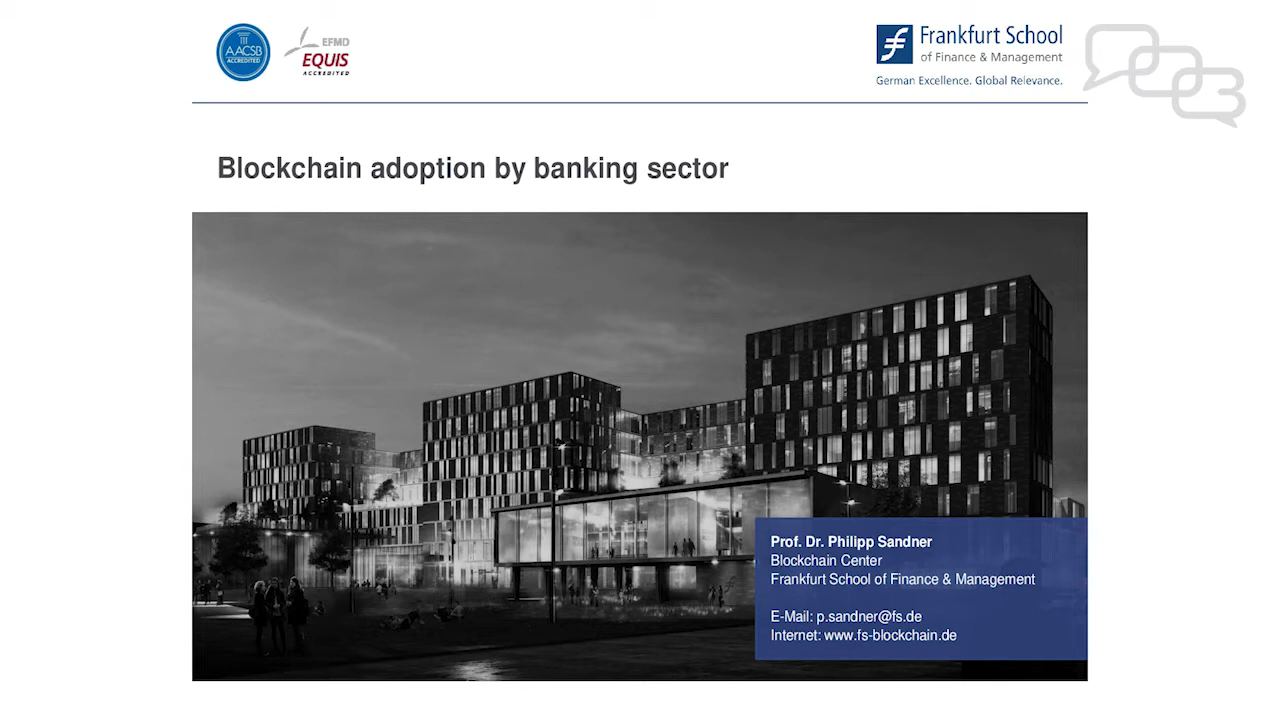 AACSB
ACCREDITED
EFMD
EQUIS
ACCREDITED
Frankfurt School
of Finance & Management
German Excellence. Global Relevance.
Blockchain adoption by banking sector
Prof. Dr. Philipp Sandner
Blockchain Center
Frankfurt School of Finance & Management
E-Mail: p.sandner@fs.de
Internet: www.fs-blockchain.de